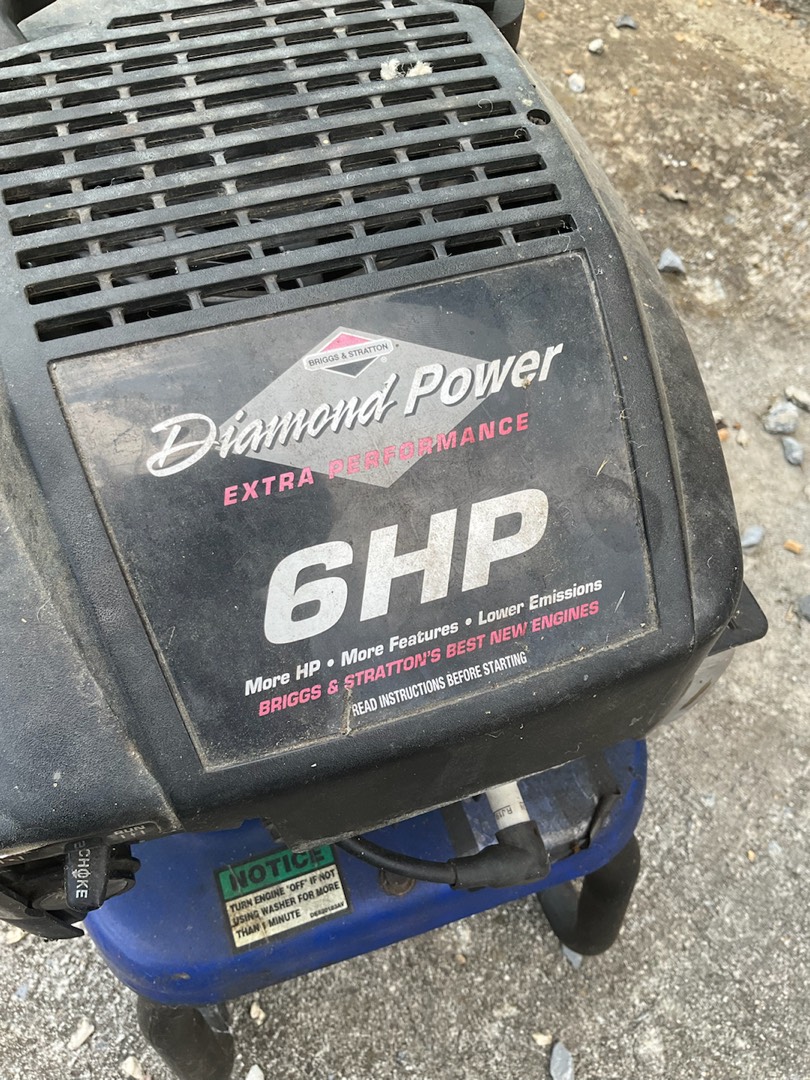 BRIGGS & STRATTON
®
Diamond Power
EXTRA PERFORMANCE
6HP
More HP • More Features • Lower Emissions
BRIGGS & STRATTON'S BEST NEW ENGINES
READ INSTRUCTIONS BEFORE STARTING
RUN
CHOKE
NOTICE
TURN ENGINE "OFF" IF NOT
USING WASHER FOR MORE
THAN 1 MINUTE